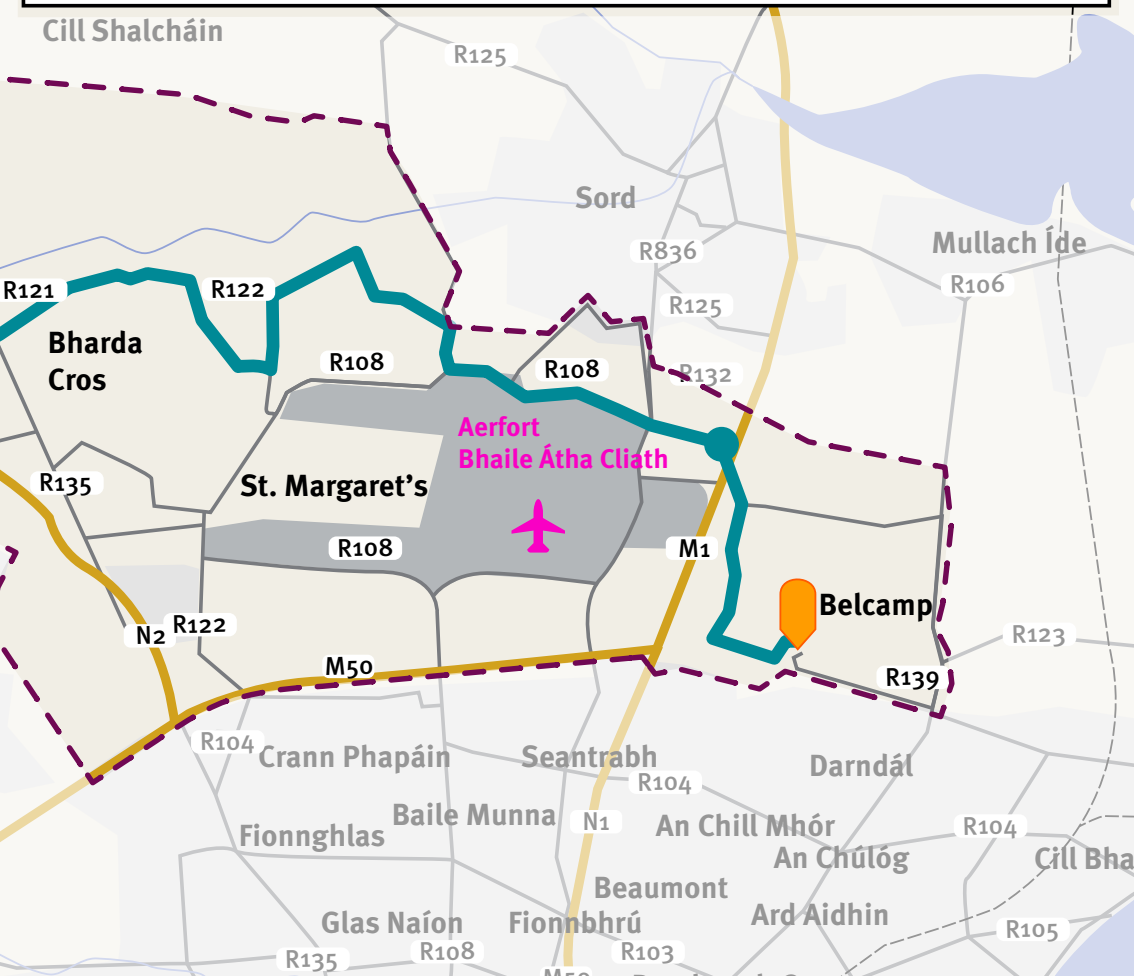 Cill Shalcháin
R125
Sord
Mullach Íde
R836
R106
R121
R122
R125
Bharda
Cros
R108
R108
R132
Aerfort
Bhaile Átha Cliath
R135
St. Margaret’s
R108
M1
Belcamp
N2
R122
R123
M50
R139
R104
Crann Phapáin
Seantrabh
Darndál
R104
Baile Munna
N1
An Chill Mhór
R104
Fionnghlas
An Chúlóg
Cill Bha
Beaumont
Glas Naíon
Fionnbhrú
Ard Aidhin
R105
R135
R108
R103
M50